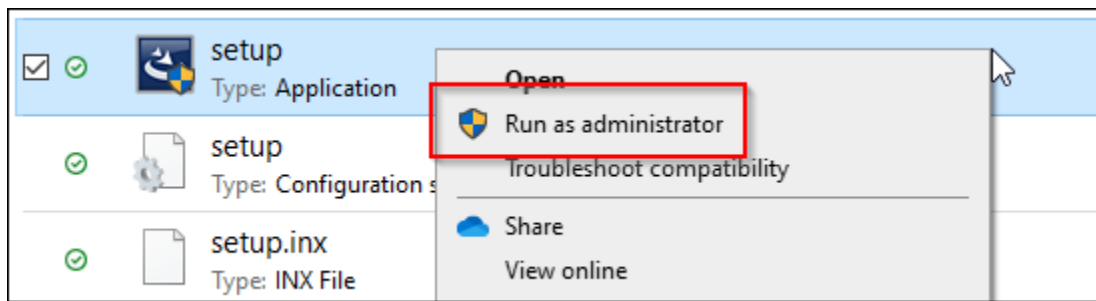 setup
Type: Application
Open
Run as administrator
setup
Troubleshoot compatibility
Type: Configuration s
Share
setup.inx
View online
Type: INX File